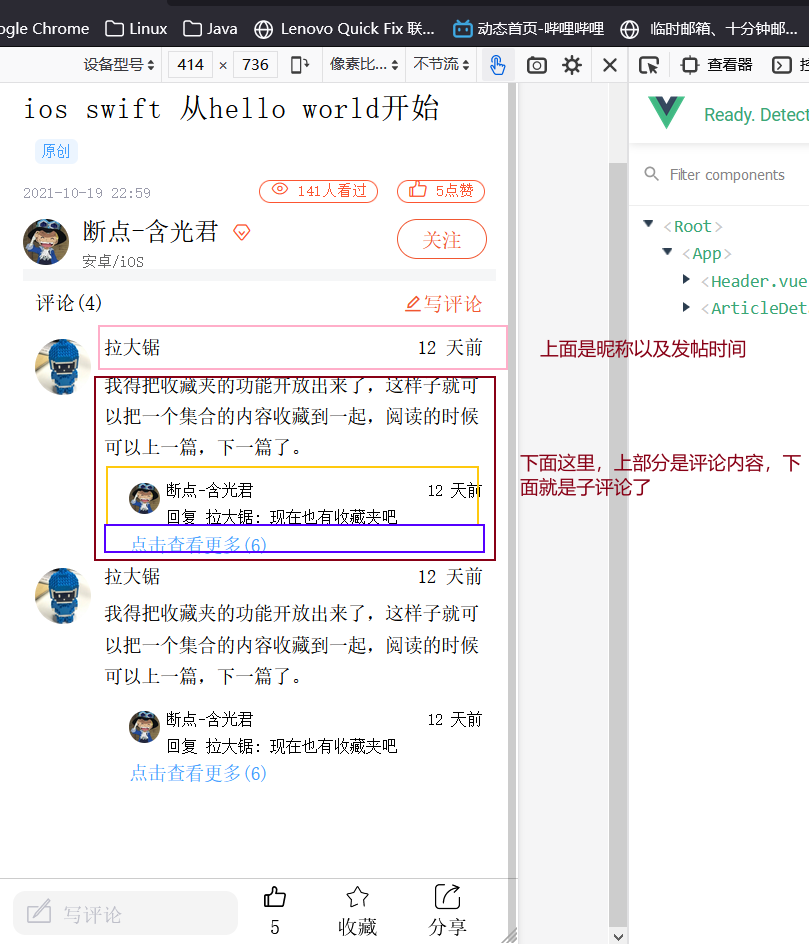 ogle Chrome Linux Java Lenovo Quick Fix 联... 动态首页-哔哩哔哩 临时邮箱、十分钟邮...
设备型号 414 × 736 像素比... 不节流 查看器
ios swift 从hello world开始
Ready. Detect
原创
Filter components
2021-10-19 22:59 141人看过 5点赞
<Root>
断点-含光君 关注
<App>
安卓/iOS
<Header.vue
评论(4) 写评论
<ArticleDet
拉大锯 12 天前
上面是昵称以及发帖时间
我得把收藏夹的功能开放出来了，这样子就可
以把一个集合的内容收藏到一起，阅读的时候
可以上一篇，下一篇了。
下面这里，上部分是评论内容，下
面就是子评论了
断点-含光君 12 天前
回复 拉大锯: 现在也有收藏夹吧
点击查看更多(6)
拉大锯 12 天前
我得把收藏夹的功能开放出来了，这样子就可
以把一个集合的内容收藏到一起，阅读的时候
可以上一篇，下一篇了。
断点-含光君 12 天前
回复 拉大锯: 现在也有收藏夹吧
点击查看更多(6)
写评论
5 收藏 分享